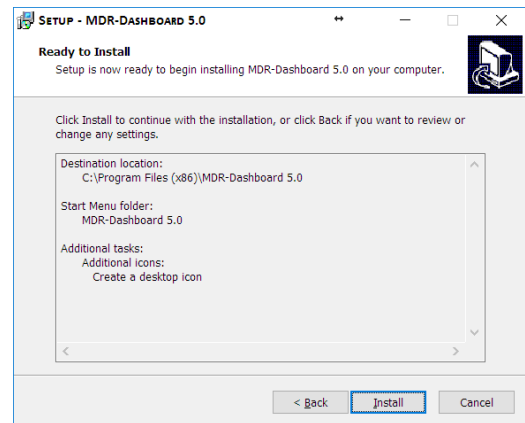 Setup - MDR-Dashboard 5.0
Ready to Install
Setup is now ready to begin installing MDR-Dashboard 5.0 on your computer.
Click Install to continue with the installation, or click Back if you want to review or
change any settings.
Destination location:
C:\Program Files (x86)\MDR-Dashboard 5.0
Start Menu folder:
MDR-Dashboard 5.0
Additional tasks:
Additional icons:
Create a desktop icon
< Back
Install
Cancel